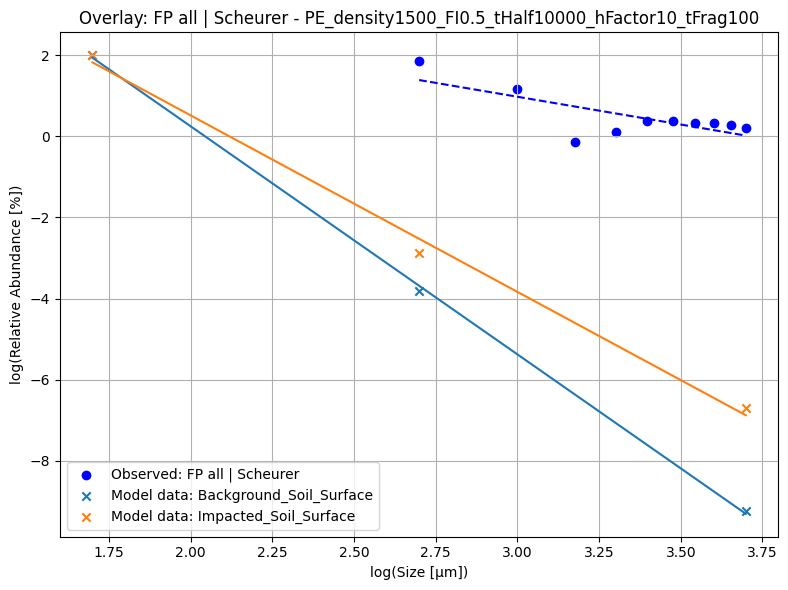 Overlay: FP all | Scheurer - PE_density1500_FI0.5_tHalf10000_hFactor10_tFrag100
log(Relative Abundance [%])
2
0
−2
−4
−6
−8
Observed: FP all | Scheurer
Model data: Background_Soil_Surface
Model data: Impacted_Soil_Surface
1.75 2.00 2.25 2.50 2.75 3.00 3.25 3.50 3.75
log(Size [μm])